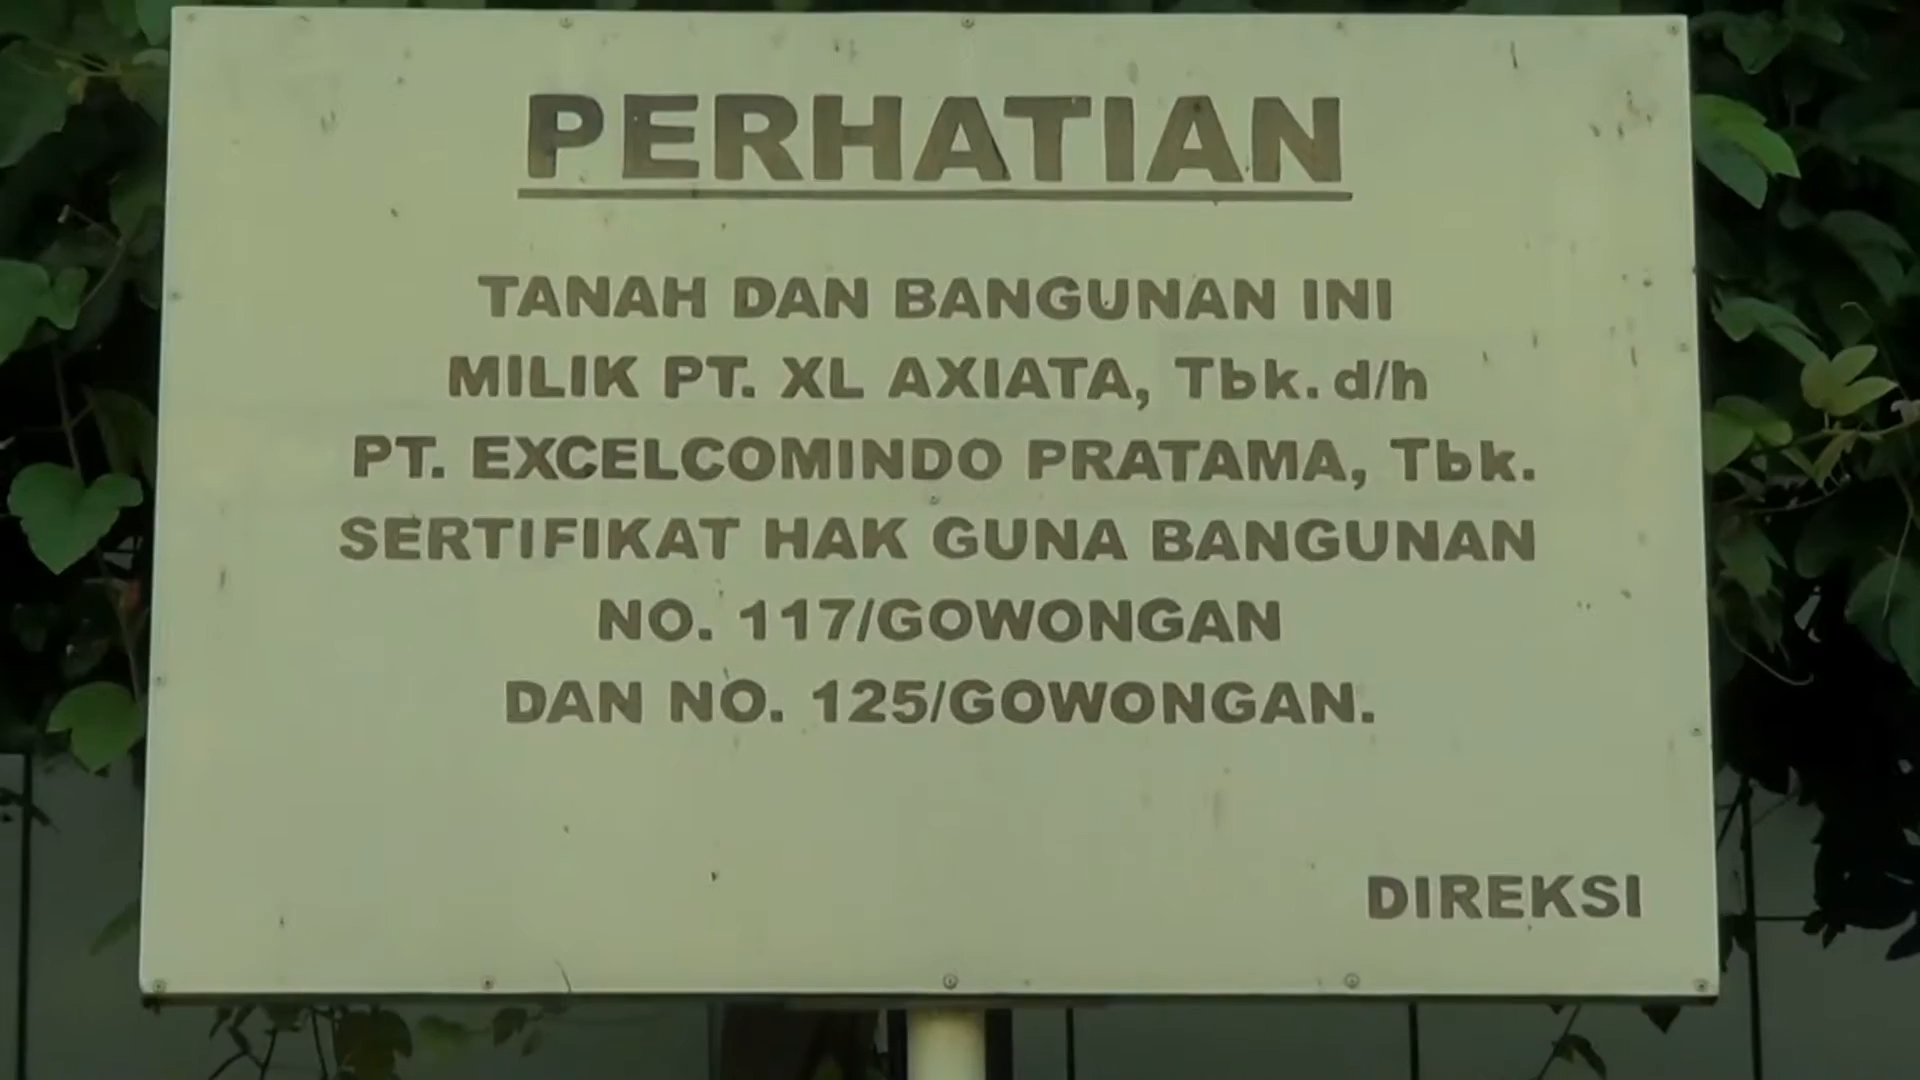 PERHATIAN
TANAH DAN BANGUNAN INI
MILIK PT. XL AXIATA, Tbk. d/h
PT. EXCELCOMINDO PRATAMA, Tbk.
SERTIFIKAT HAK GUNA BANGUNAN
NO. 117/GOWONGAN
DAN NO. 125/GOWONGAN.
DIREKSI